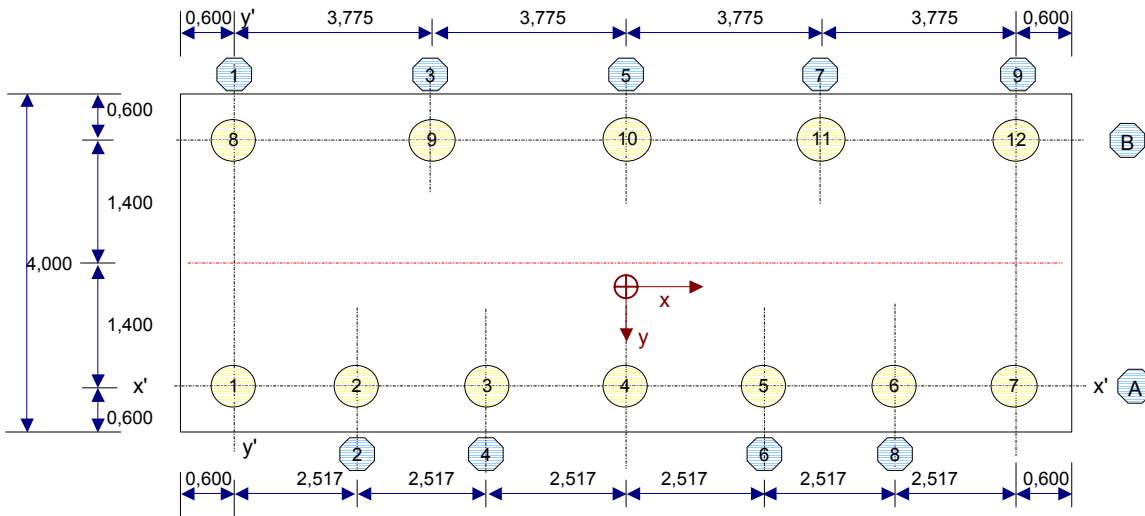 0,600 y' 3,775 3,775 3,775 3,775 0,600
1 3 5 7 9
0,600
8 9 10 11 12 B
1,400
4,000
x
1,400 y
x' 1 2 3 4 5 6 7 x' A
0,600
y' 2 4 6 8
0,600 2,517 2,517 2,517 2,517 2,517 2,517 0,600